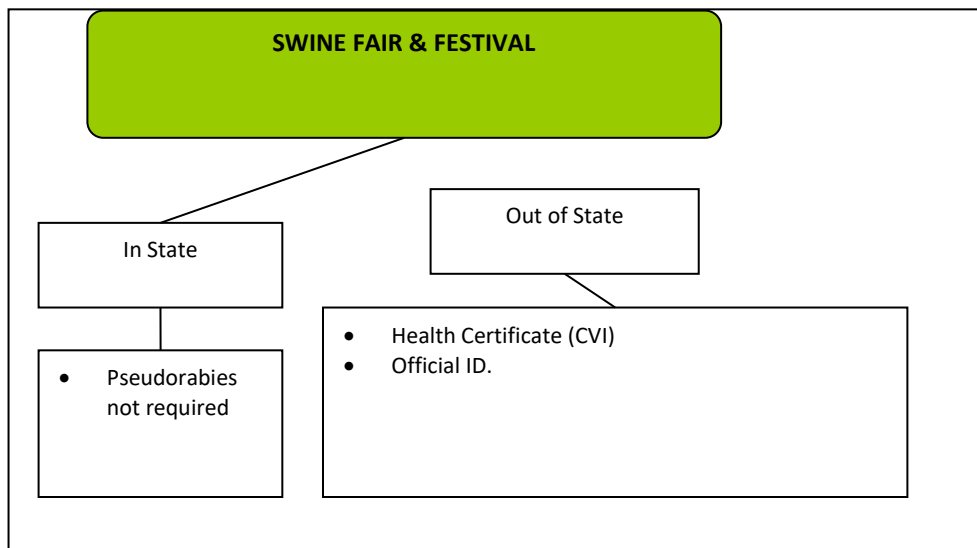 SWINE FAIR & FESTIVAL
In State
Out of State
• Pseudorabies
not required
• Health Certificate (CVI)
• Official ID.